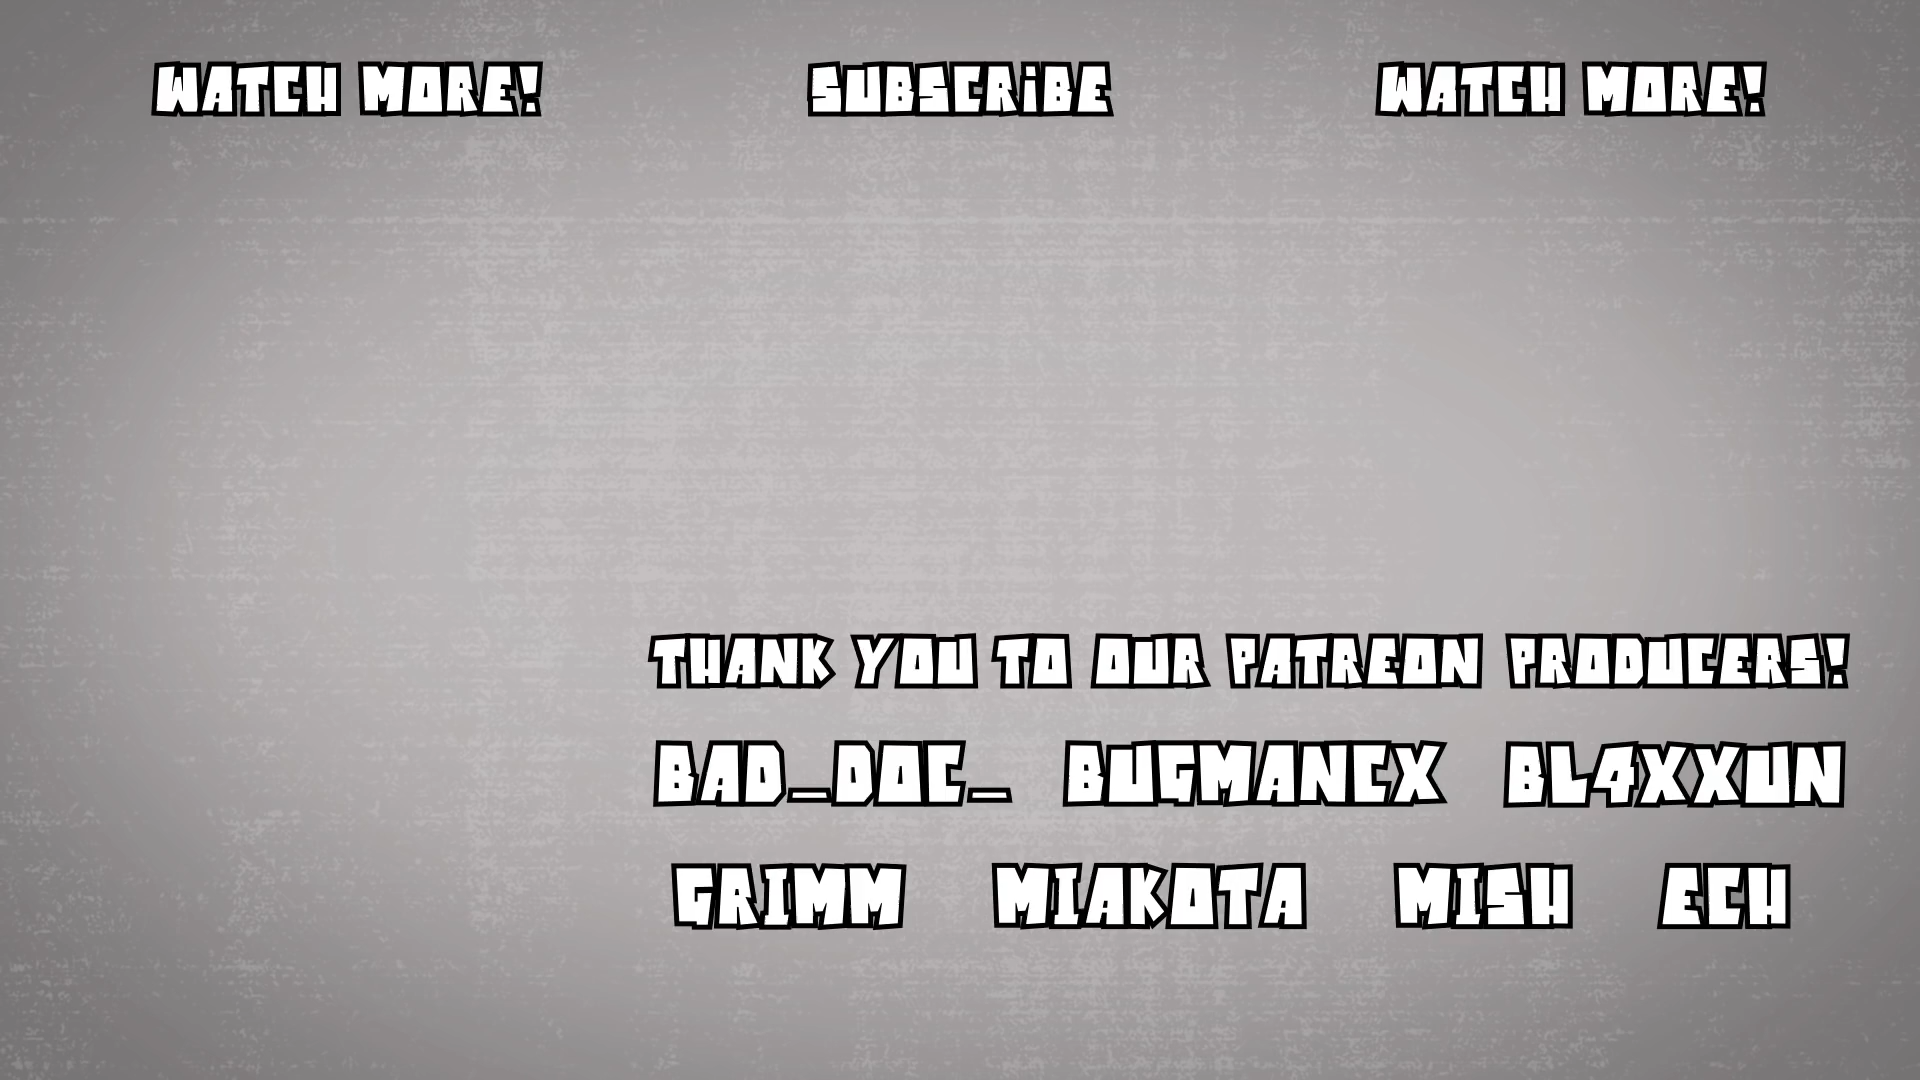 WATCH MORE! SUBSCRiBE WATCH MORE!
THANK YOU TO OUR PATREON PRODUCERS!
BAD_DOC_ BUGMANCX BL4XXUN
GRIMM MIAKOTA MISH ECH